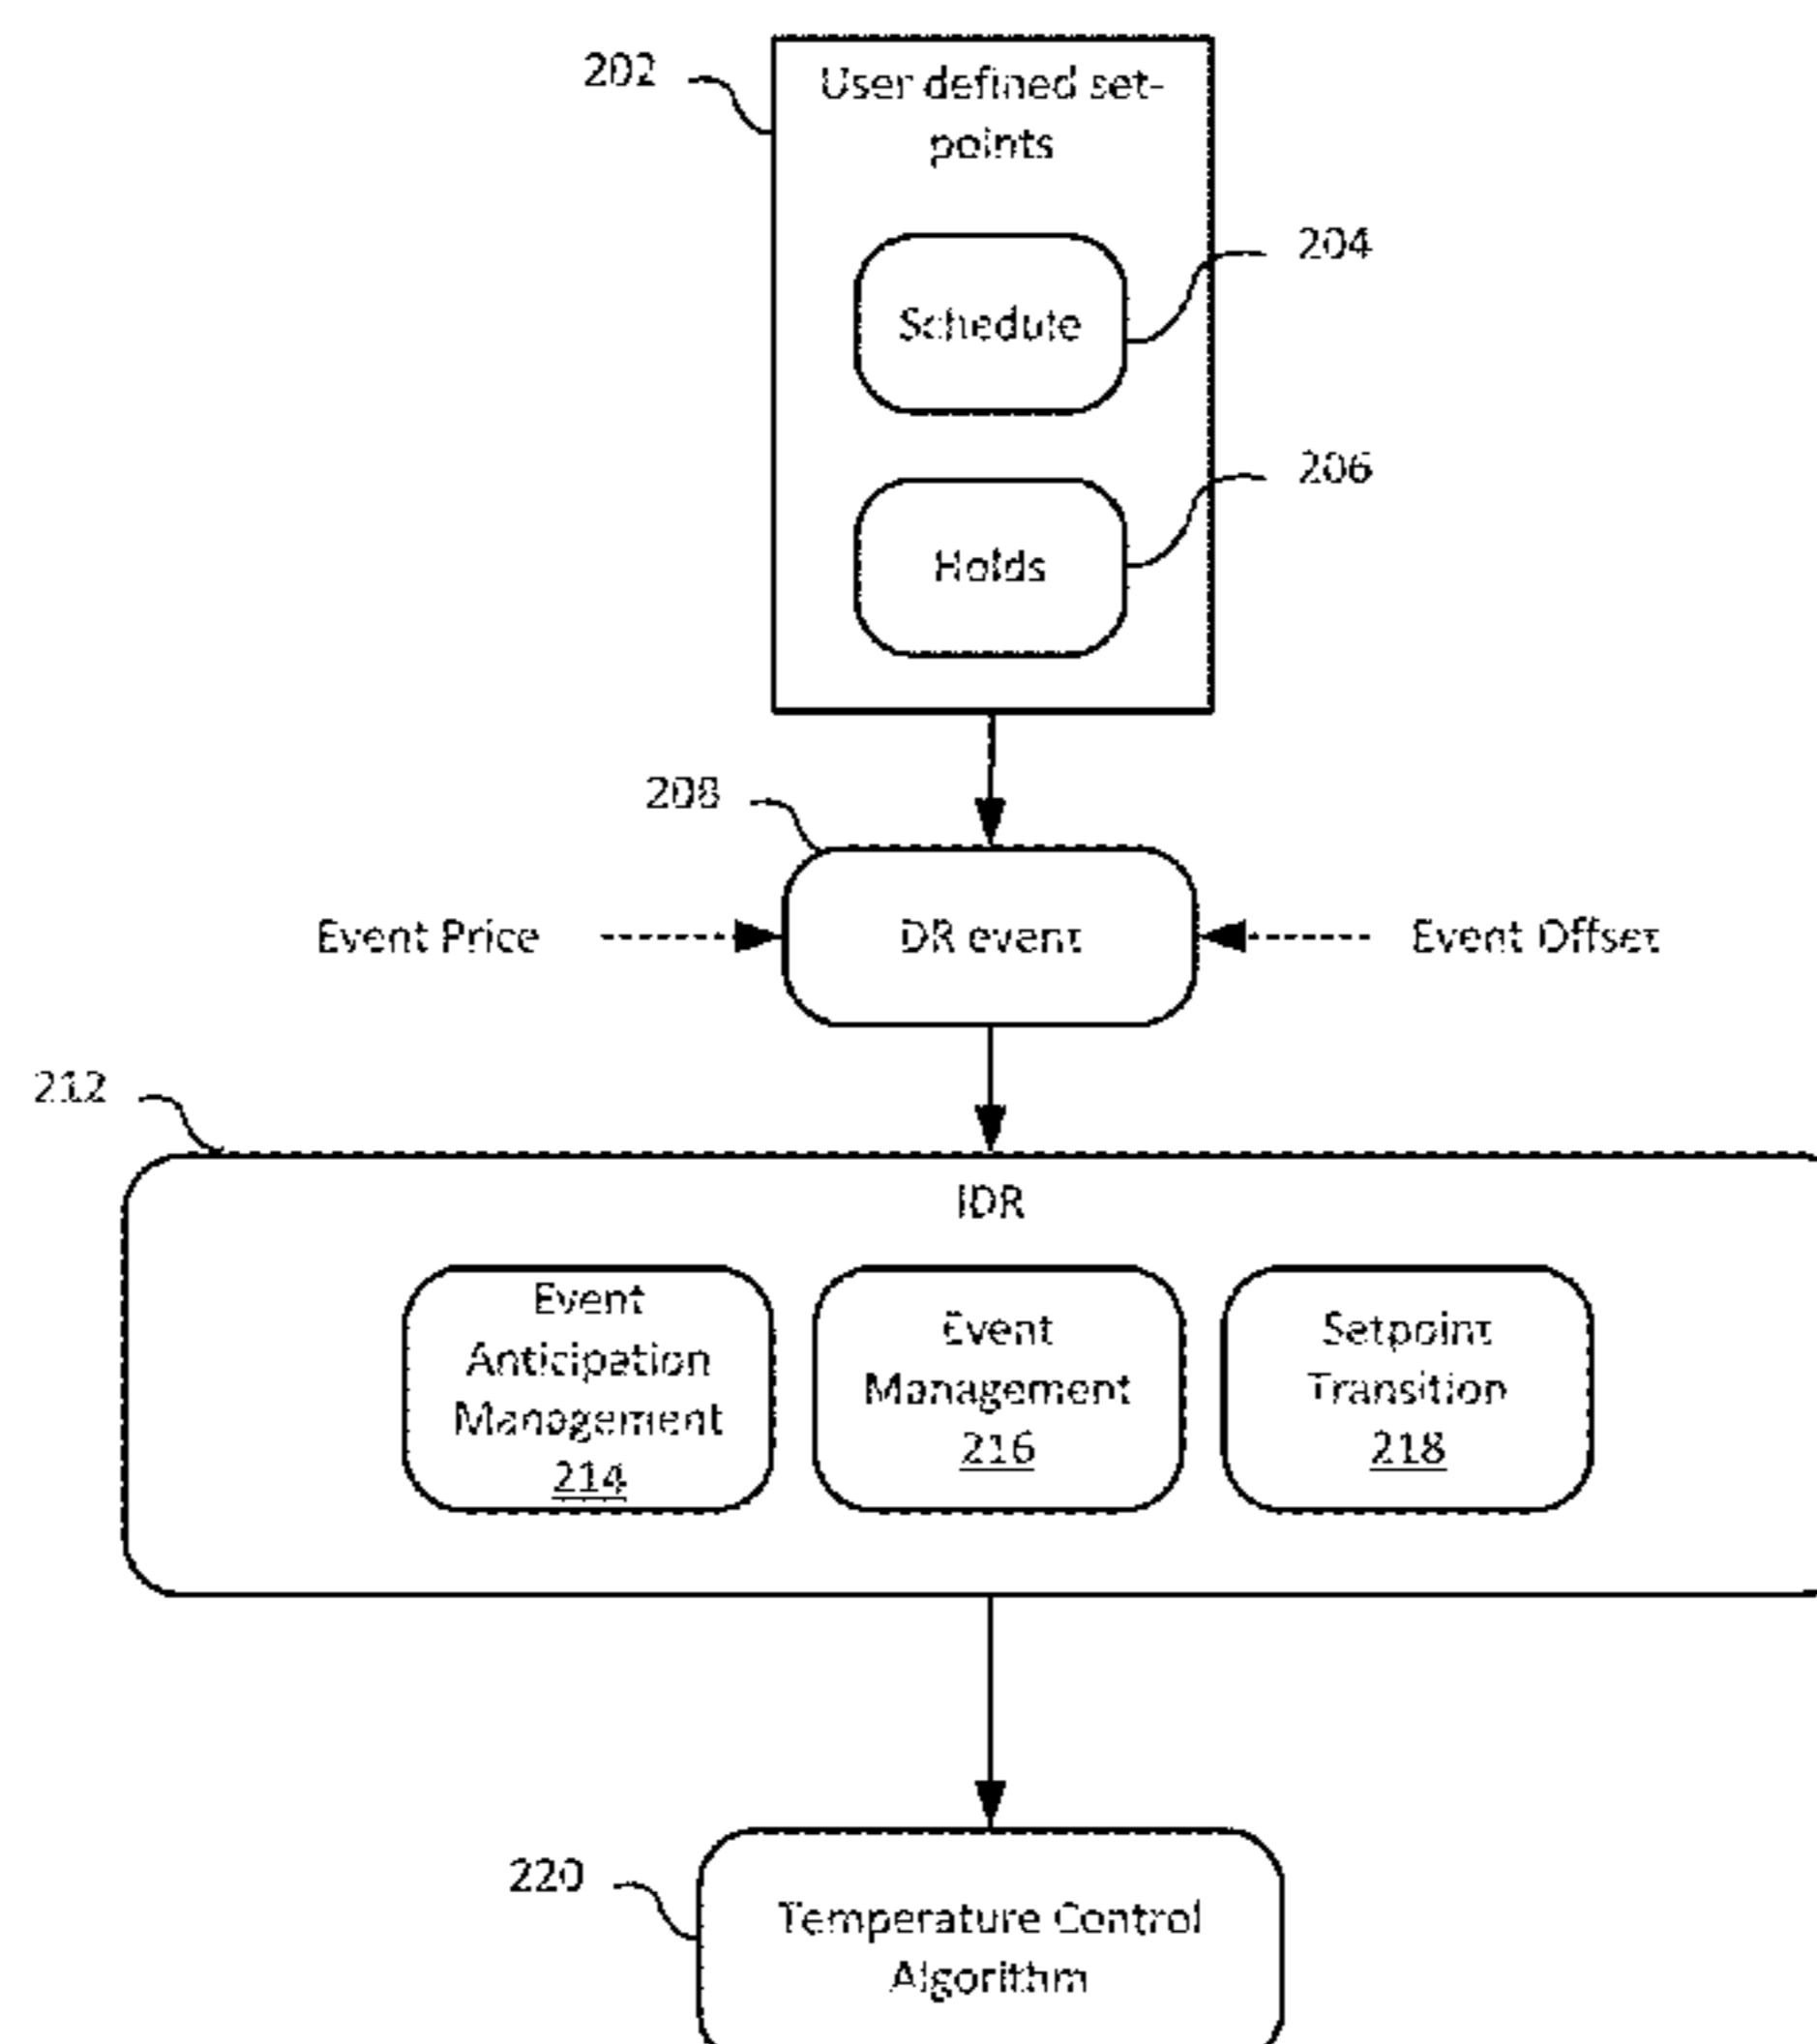 202
User defined set-
points
204
Schedule
206
Holds
208
Event Price
DR event
Event Offset
212
IDR
Event
Anticipation
Management
214
Event
Management
216
Setpoint
Transition
218
220
Temperature Control
Algorithm